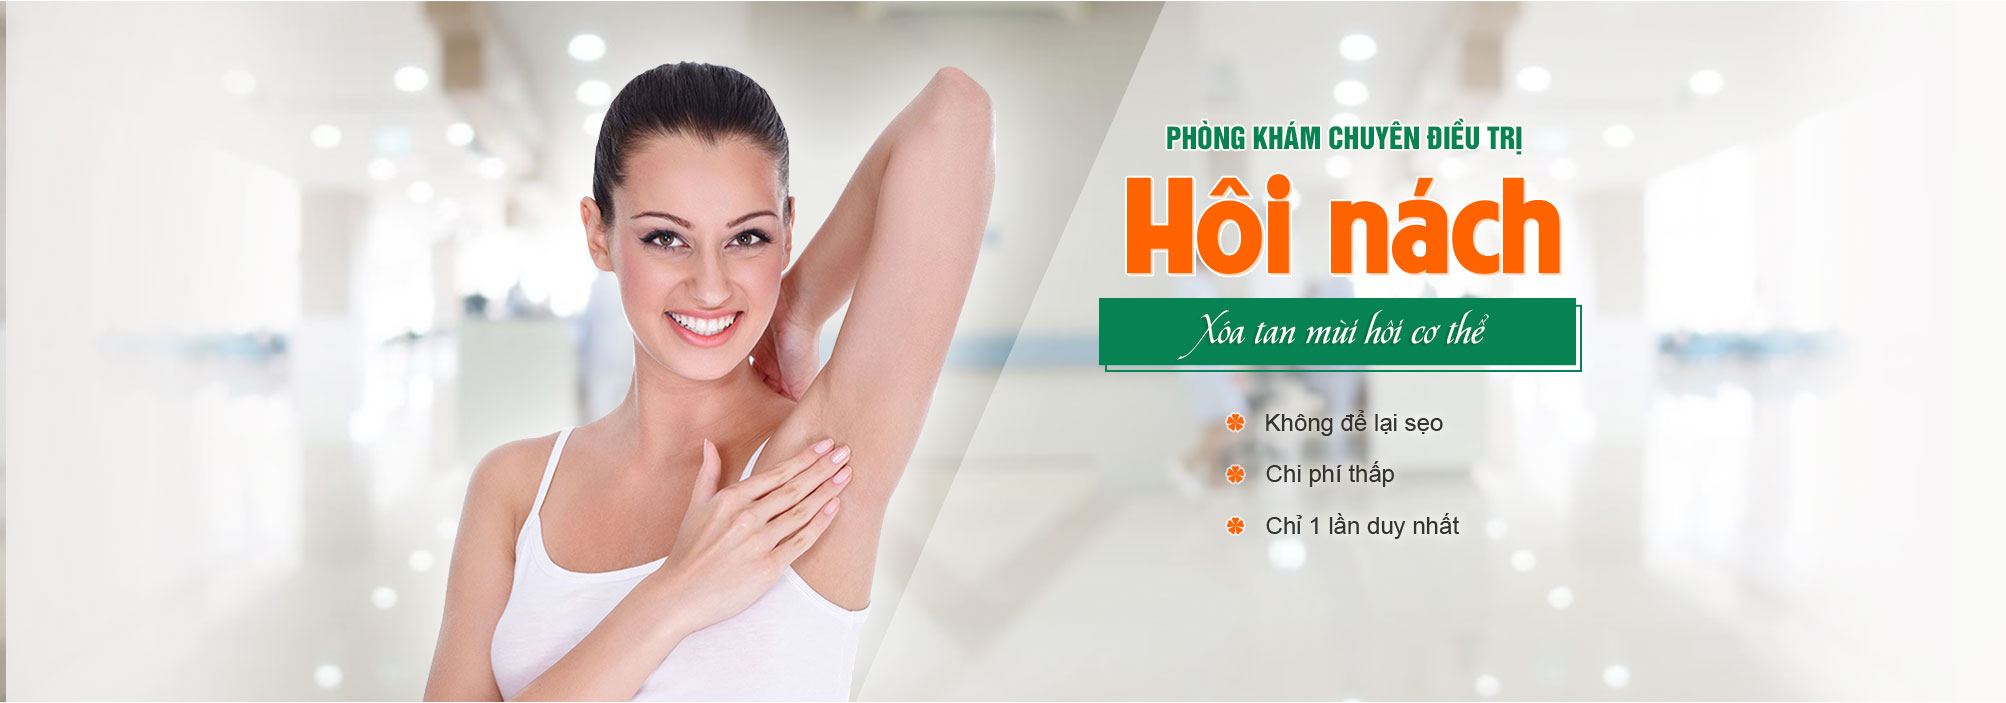 PHÒNG KHÁM CHUYÊN ĐIỀU TRỊ
Hôi nách
Xóa tan mùi hôi cơ thể
Không để lại sẹo
Chi phí thấp
Chỉ 1 lần duy nhất